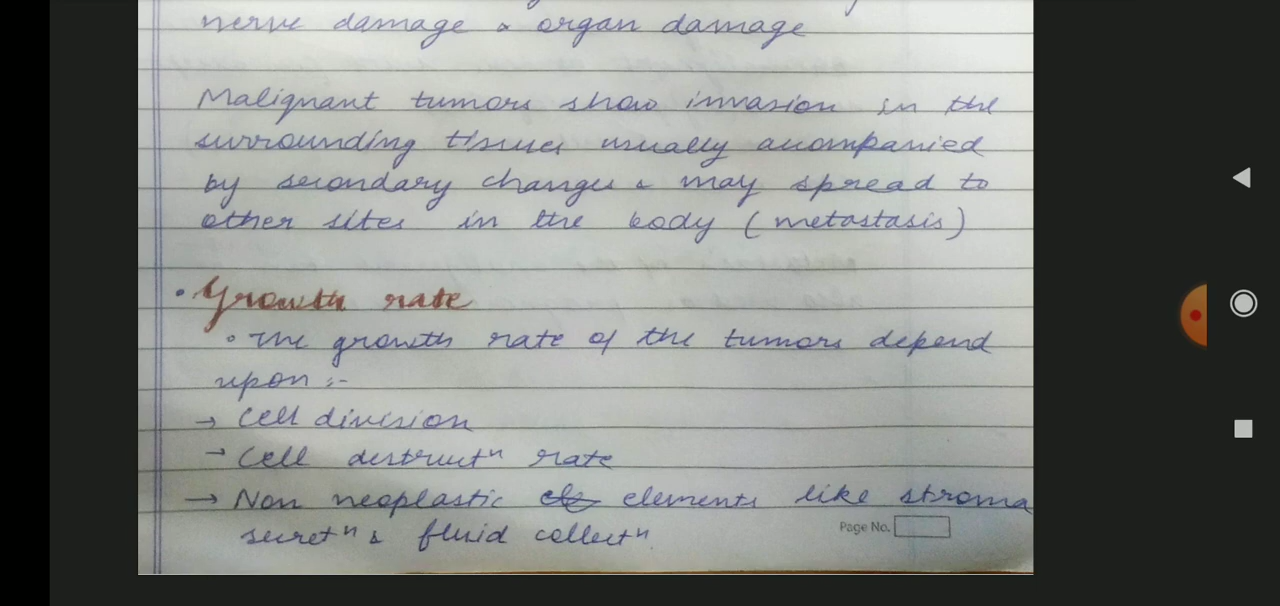 nerve damage & organ damage
Malignant tumors show invasion in the
surrounding tissues usually acompanied
by secondary changes & may spread to
other sites in the body (metastasis)
• Growth rate
• The growth rate of the tumors depend
upon :-
→ Cell division
→ Cell destructⁿ rate
→ Non neoplastic elements like stroma
secretⁿ & fluid collectⁿ
Page No.